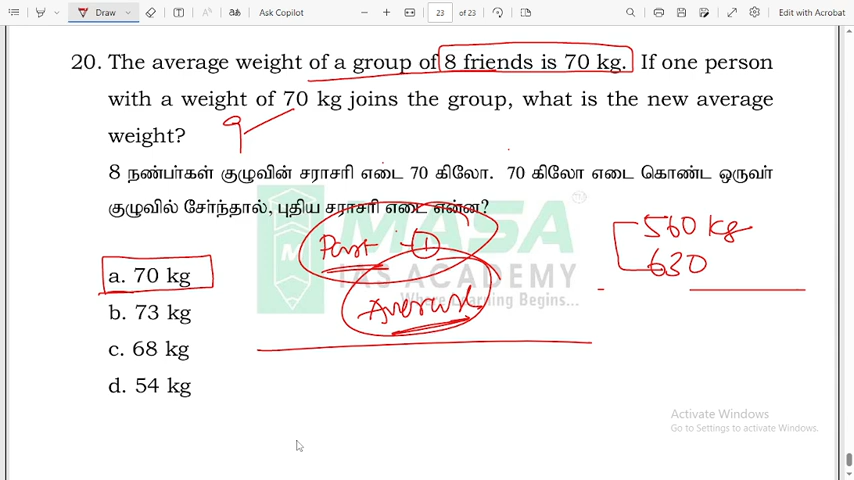 Draw
Ask Copilot
23 of 23
Edit with Acrobat
20. The average weight of a group of 8 friends is 70 kg. If one person
with a weight of 70 kg joins the group, what is the new average
weight?
9
8 நண்பர்கள் குழுவின் சராசரி எடை 70 கிலோ. 70 கிலோ எடை கொண்ட ஒருவர்
குழுவில் சேர்ந்தால், புதிய சராசரி எடை என்ன?
MASA
IAS ACADEMY
Where Learning Begins...
Part - 1
Average
560 kg
630
a. 70 kg
b. 73 kg
c. 68 kg
d. 54 kg
Activate Windows
Go to Settings to activate Windows.